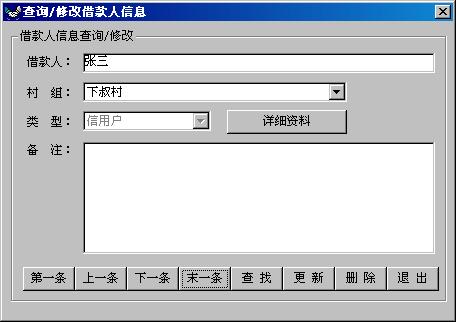 查询/修改借款人信息
借款人信息查询/修改
借款人： 张三
村 组： 下叔村
类 型： 信用户 详细资料
备 注：
第一条 上一条 下一条 末一条 查 找 更 新 删 除 退 出